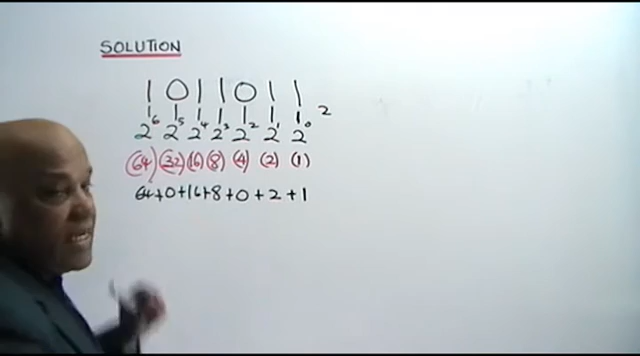 SOLUTION
1 0 1 1 0 1 1 ₂
2⁶ 2⁵ 2⁴ 2³ 2² 2¹ 2⁰
(64) (32) (16) (8) (4) (2) (1)
64+0+16+8+0+2+1